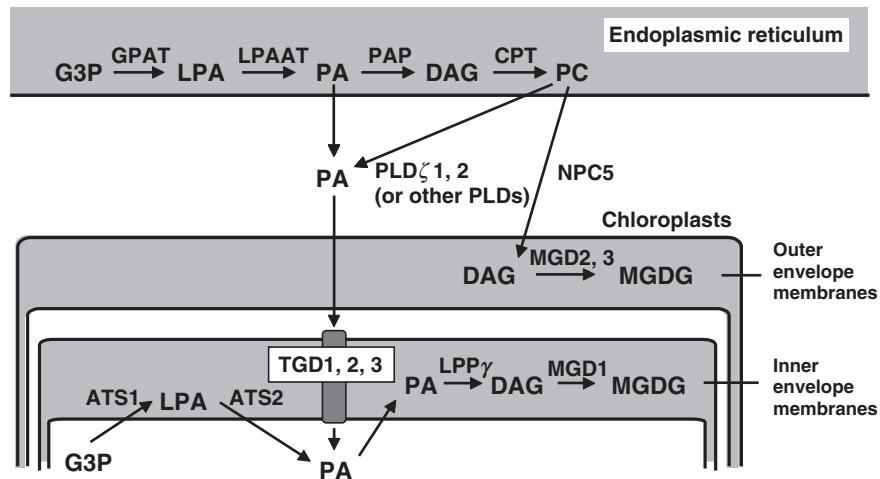 Endoplasmic reticulum
GPAT LPAAT PAP CPT
G3P LPA PA DAG PC
PA
PLDζ 1, 2
(or other PLDs)
NPC5
Chloroplasts
MGD2, 3
DAG MGDG
Outer
envelope
membranes
TGD1, 2, 3
LPPγ MGD1
PA DAG MGDG
Inner
envelope
membranes
ATS1 LPA ATS2
G3P
PA